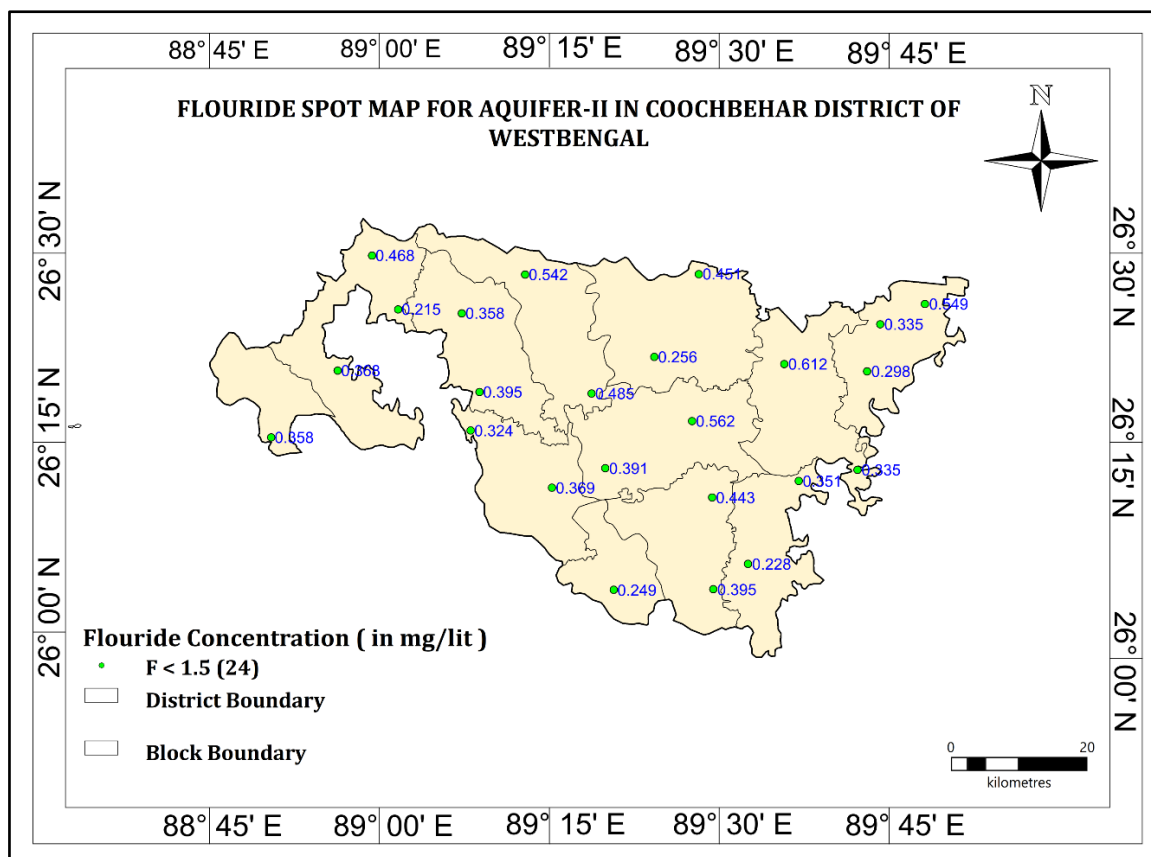 88° 45' E
89° 00' E
89° 15' E
89° 30' E
89° 45' E
FLOURIDE SPOT MAP FOR AQUIFER-II IN COOCHBEHAR DISTRICT OF
WESTBENGAL
N
26° 30' N
26° 30' N
0.468
0.542
0.451
0.549
0.215
0.358
0.335
0.256
0.612
0.298
0.368
0.395
0.485
0.562
0.324
26° 15' N
26° 15' N
0.358
0.391
0.335
0.369
0.351
0.443
0.228
0.249
0.395
26° 00' N
26° 00' N
Flouride Concentration ( in mg/lit )
F < 1.5 (24)
District Boundary
Block Boundary
0 20
kilometres
88° 45' E
89° 00' E
89° 15' E
89° 30' E
89° 45' E